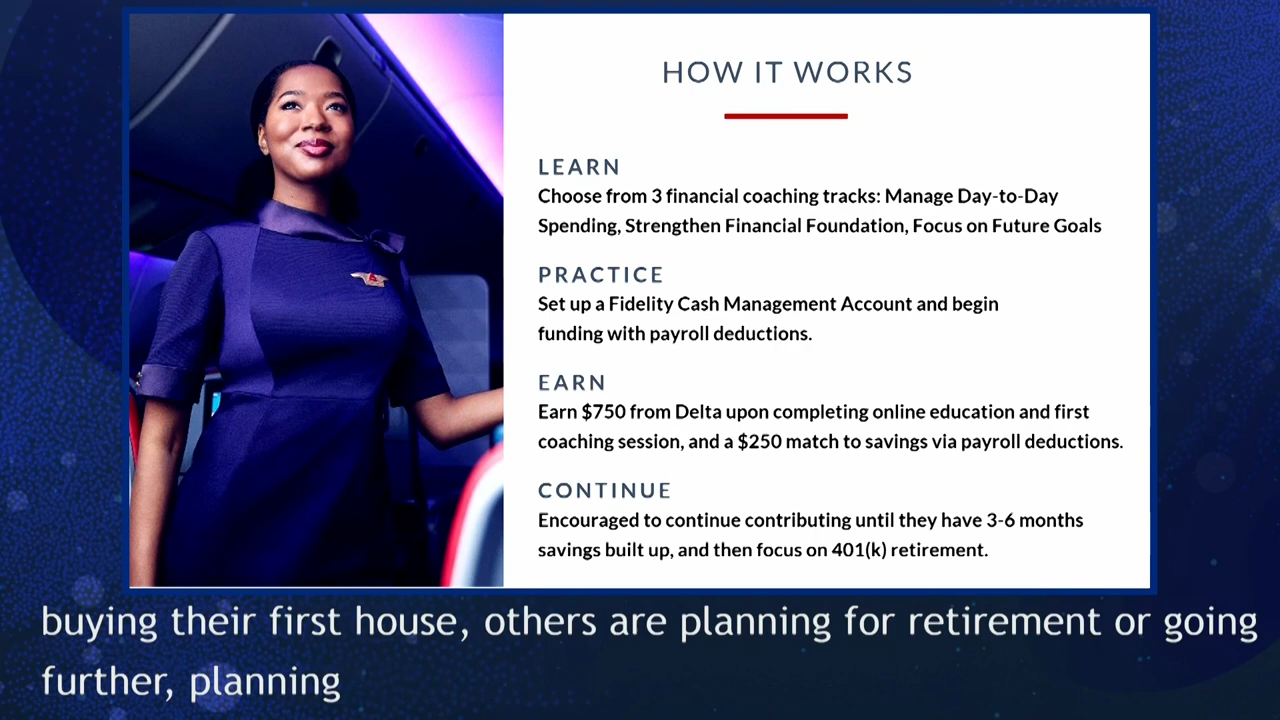 HOW IT WORKS
LEARN
Choose from 3 financial coaching tracks: Manage Day-to-Day
Spending, Strengthen Financial Foundation, Focus on Future Goals
PRACTICE
Set up a Fidelity Cash Management Account and begin
funding with payroll deductions.
EARN
Earn $750 from Delta upon completing online education and first
coaching session, and a $250 match to savings via payroll deductions.
CONTINUE
Encouraged to continue contributing until they have 3-6 months
savings built up, and then focus on 401(k) retirement.
buying their first house, others are planning for retirement or going
further, planning